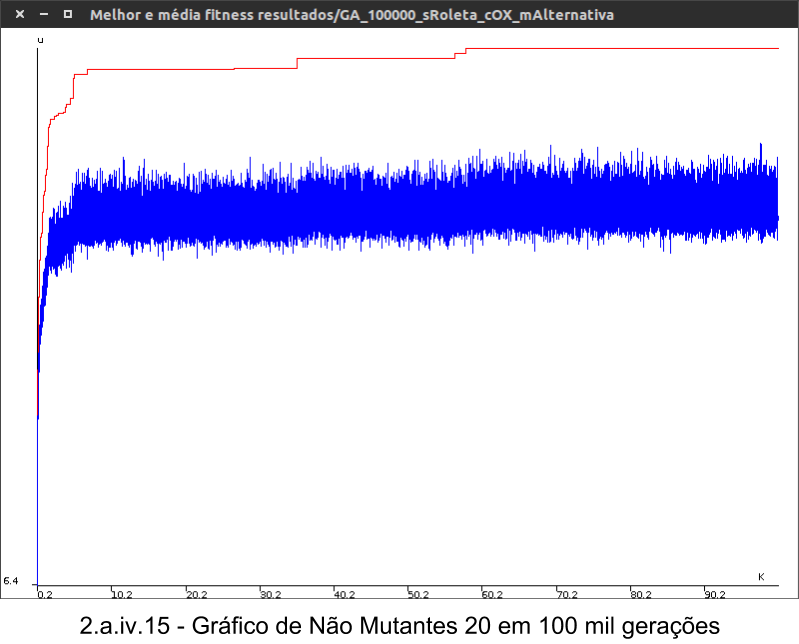 Melhor e média fitness resultados/GA_100000_sRoleta_cOX_mAlternativa
u
K
6.4
0.2 10.2 20.2 30.2 40.2 50.2 60.2 70.2 80.2 90.2
2.a.iv.15 - Gráfico de Não Mutantes 20 em 100 mil gerações